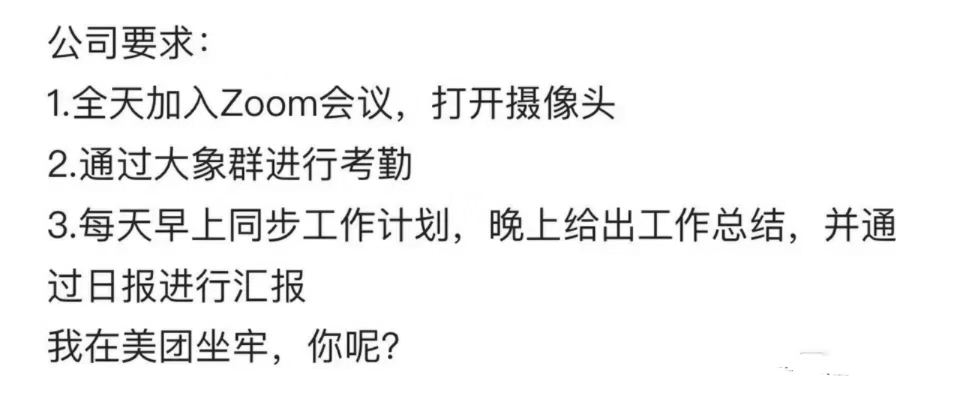 公司要求：
1.全天加入Zoom会议，打开摄像头
2.通过大象群进行考勤
3.每天早上同步工作计划，晚上给出工作总结，并通
过日报进行汇报
我在美团坐牢，你呢？